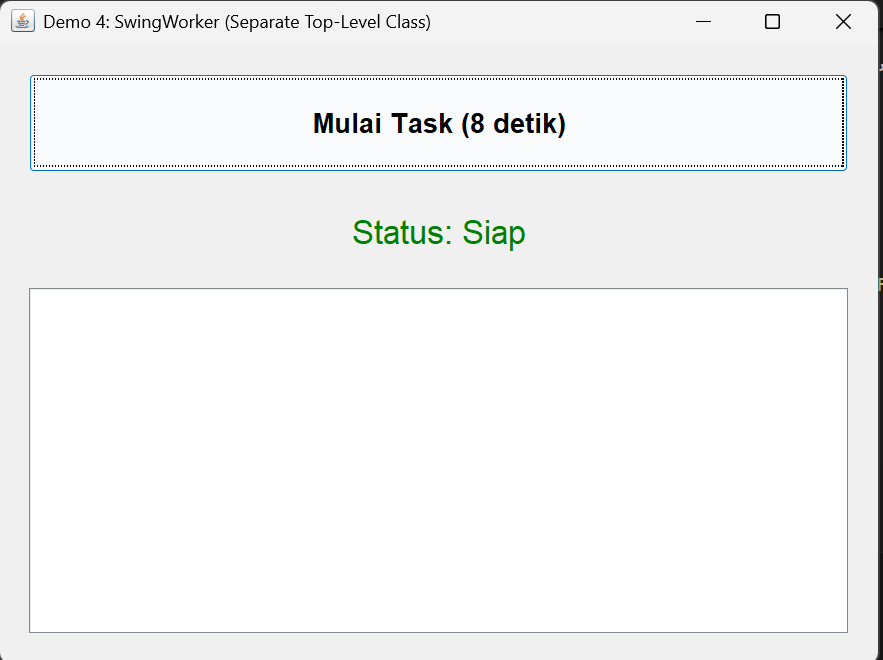 Demo 4: SwingWorker (Separate Top-Level Class)
Mulai Task (8 detik)
Status: Siap